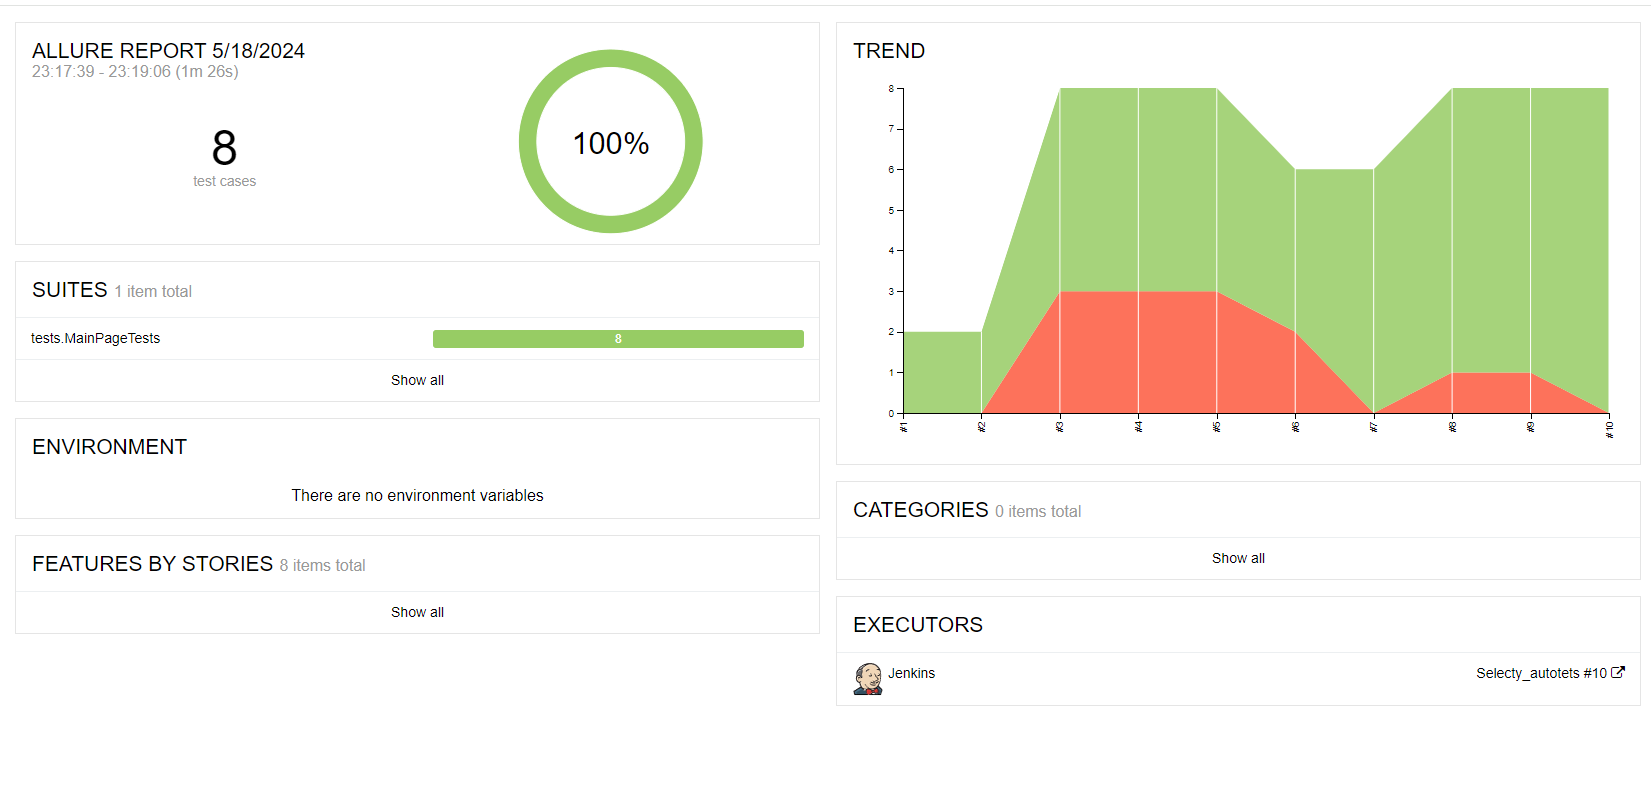 ALLURE REPORT 5/18/2024
23:17:39 - 23:19:06 (1m 26s)
8
test cases
100%
SUITES 1 item total
tests.MainPageTests 8
Show all
ENVIRONMENT
There are no environment variables
FEATURES BY STORIES 8 items total
Show all
TREND
8
7
6
5
4
3
2
1
0
#1 #2 #3 #4 #5 #6 #7 #8 #9 #10
CATEGORIES 0 items total
Show all
EXECUTORS
Jenkins Selecty_autotets #10